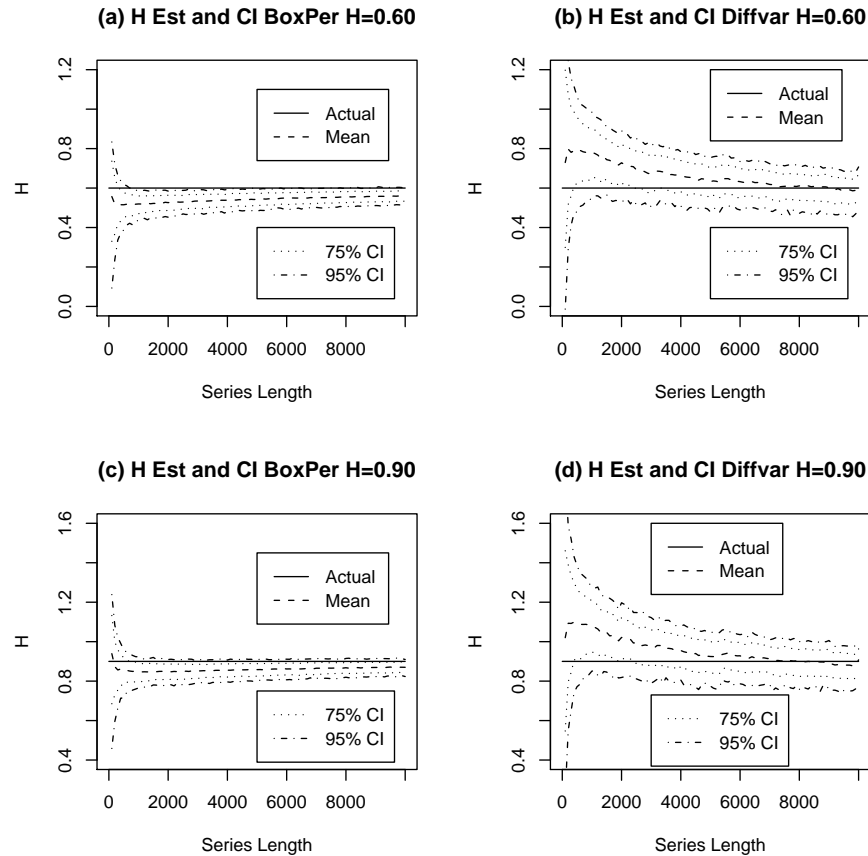 (a) H Est and CI BoxPer H=0.60
H
1.2
0.8
0.4
0.0
Actual
Mean
75% CI
95% CI
0 2000 4000 6000 8000
Series Length
(b) H Est and CI Diffvar H=0.60
H
1.2
0.8
0.4
0.0
Actual
Mean
75% CI
95% CI
0 2000 4000 6000 8000
Series Length
(c) H Est and CI BoxPer H=0.90
H
1.6
1.2
0.8
0.4
Actual
Mean
75% CI
95% CI
0 2000 4000 6000 8000
Series Length
(d) H Est and CI Diffvar H=0.90
H
1.6
1.2
0.8
0.4
Actual
Mean
75% CI
95% CI
0 2000 4000 6000 8000
Series Length